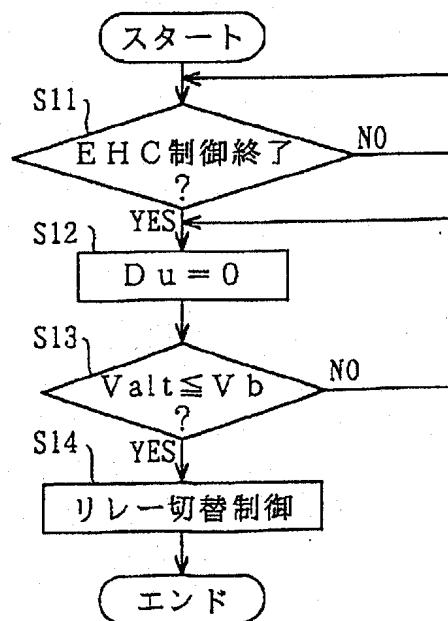 スタート
S11
EHC制御終了
?
NO
YES
S12
Du=0
S13
Valt≦Vb
?
NO
YES
S14
リレー切替制御
エンド